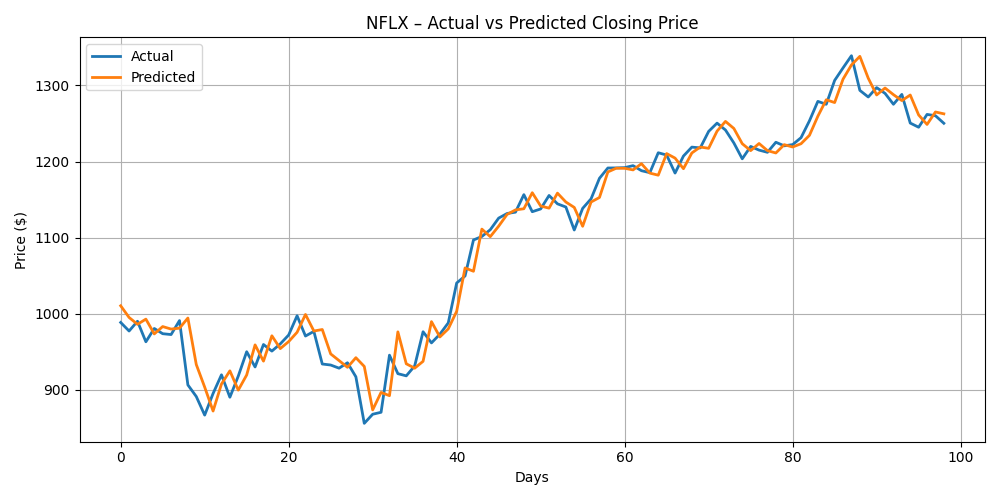 NFLX – Actual vs Predicted Closing Price
Actual
Predicted
Price ($)
1300
1200
1100
1000
900
0 20 40 60 80 100
Days